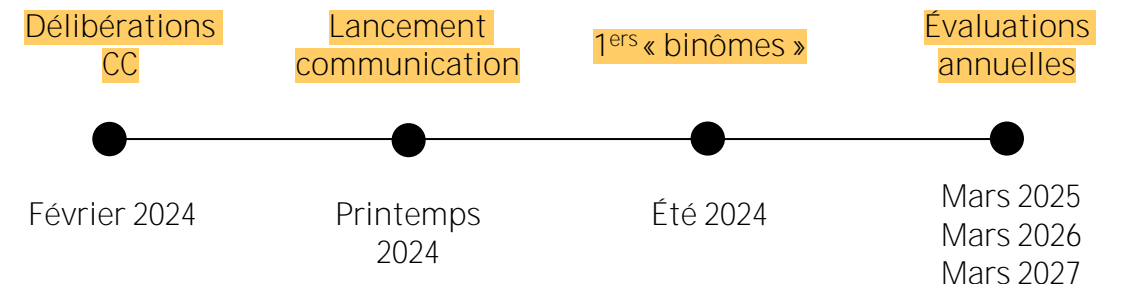 Délibérations
CC
Lancement
communication
1ers « binômes »
Évaluations
annuelles
Février 2024
Printemps
2024
Été 2024
Mars 2025
Mars 2026
Mars 2027